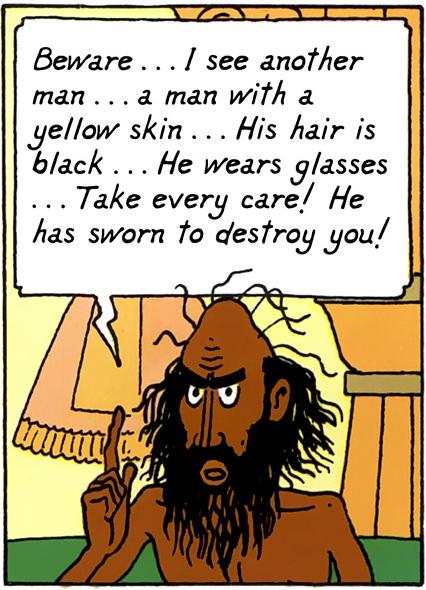 Beware ... I see another
man ... a man with a
yellow skin ... His hair is
black ... He wears glasses
... Take every care! He
has sworn to destroy you!